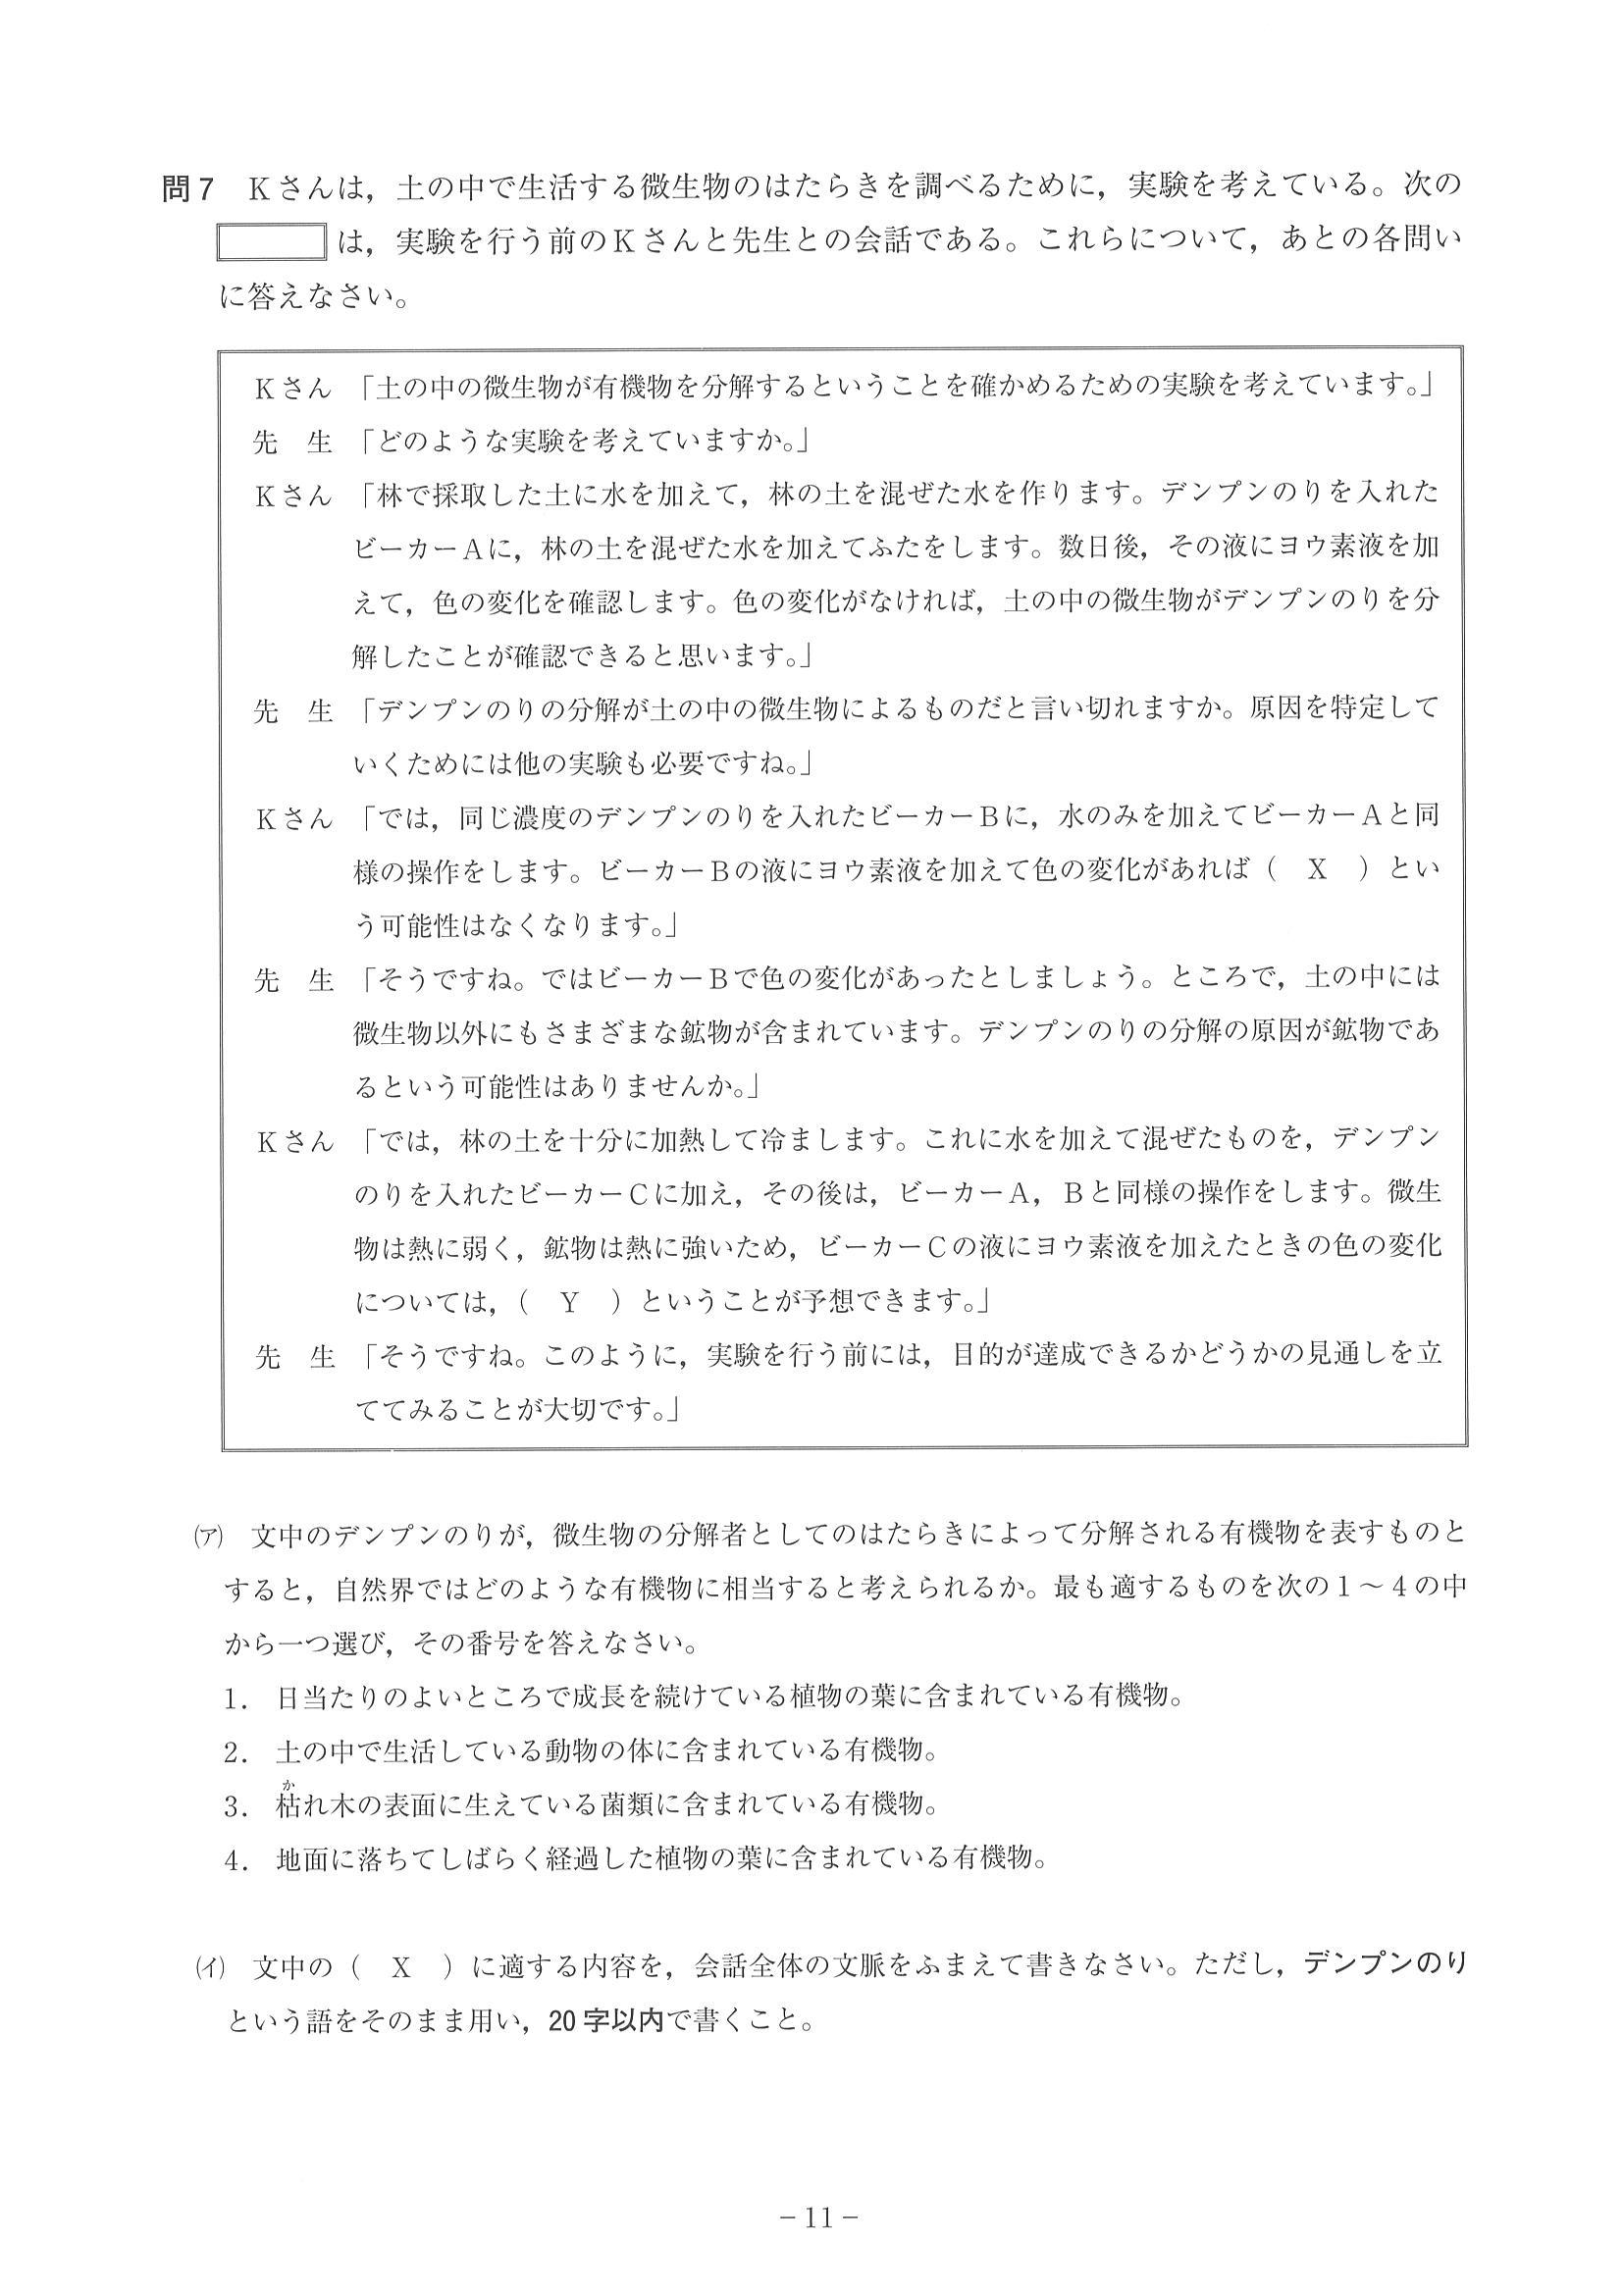 問7　Kさんは，土の中で生活する微生物のはたらきを調べるために，実験を考えている。次の
は，実験を行う前のKさんと先生との会話である。これらについて，あとの各問い
に答えなさい。
Kさん　「土の中の微生物が有機物を分解するということを確かめるための実験を考えています。」
先　生　「どのような実験を考えていますか。」
Kさん　「林で採取した土に水を加えて，林の土を混ぜた水を作ります。デンプンのりを入れた
ビーカーAに，林の土を混ぜた水を加えてふたをします。数日後，その液にヨウ素液を加
えて，色の変化を確認します。色の変化がなければ，土の中の微生物がデンプンのりを分
解したことが確認できると思います。」
先　生　「デンプンのりの分解が土の中の微生物によるものだと言い切れますか。原因を特定して
いくためには他の実験も必要ですね。」
Kさん　「では，同じ濃度のデンプンのりを入れたビーカーBに，水のみを加えてビーカーAと同
様の操作をします。ビーカーBの液にヨウ素液を加えて色の変化があれば（　X　）とい
う可能性はなくなります。」
先　生　「そうですね。ではビーカーBで色の変化があったとしましょう。ところで，土の中には
微生物以外にもさまざまな鉱物が含まれています。デンプンのりの分解の原因が鉱物であ
るという可能性はありませんか。」
Kさん　「では，林の土を十分に加熱して冷まします。これに水を加えて混ぜたものを，デンプン
のりを入れたビーカーCに加え，その後は，ビーカーA，Bと同様の操作をします。微生
物は熱に弱く，鉱物は熱に強いため，ビーカーCの液にヨウ素液を加えたときの色の変化
については，（　Y　）ということが予想できます。」
先　生　「そうですね。このように，実験を行う前には，目的が達成できるかどうかの見通しを立
ててみることが大切です。」
(ア)　文中のデンプンのりが，微生物の分解者としてのはたらきによって分解される有機物を表すものと
すると，自然界ではどのような有機物に相当すると考えられるか。最も適するものを次の1～4の中
から一つ選び，その番号を答えなさい。
1．日当たりのよいところで成長を続けている植物の葉に含まれている有機物。
2．土の中で生活している動物の体に含まれている有機物。
か
3．枯れ木の表面に生えている菌類に含まれている有機物。
4．地面に落ちてしばらく経過した植物の葉に含まれている有機物。
(イ)　文中の（　X　）に適する内容を，会話全体の文脈をふまえて書きなさい。ただし，デンプンのり
という語をそのまま用い，20字以内で書くこと。
－11－